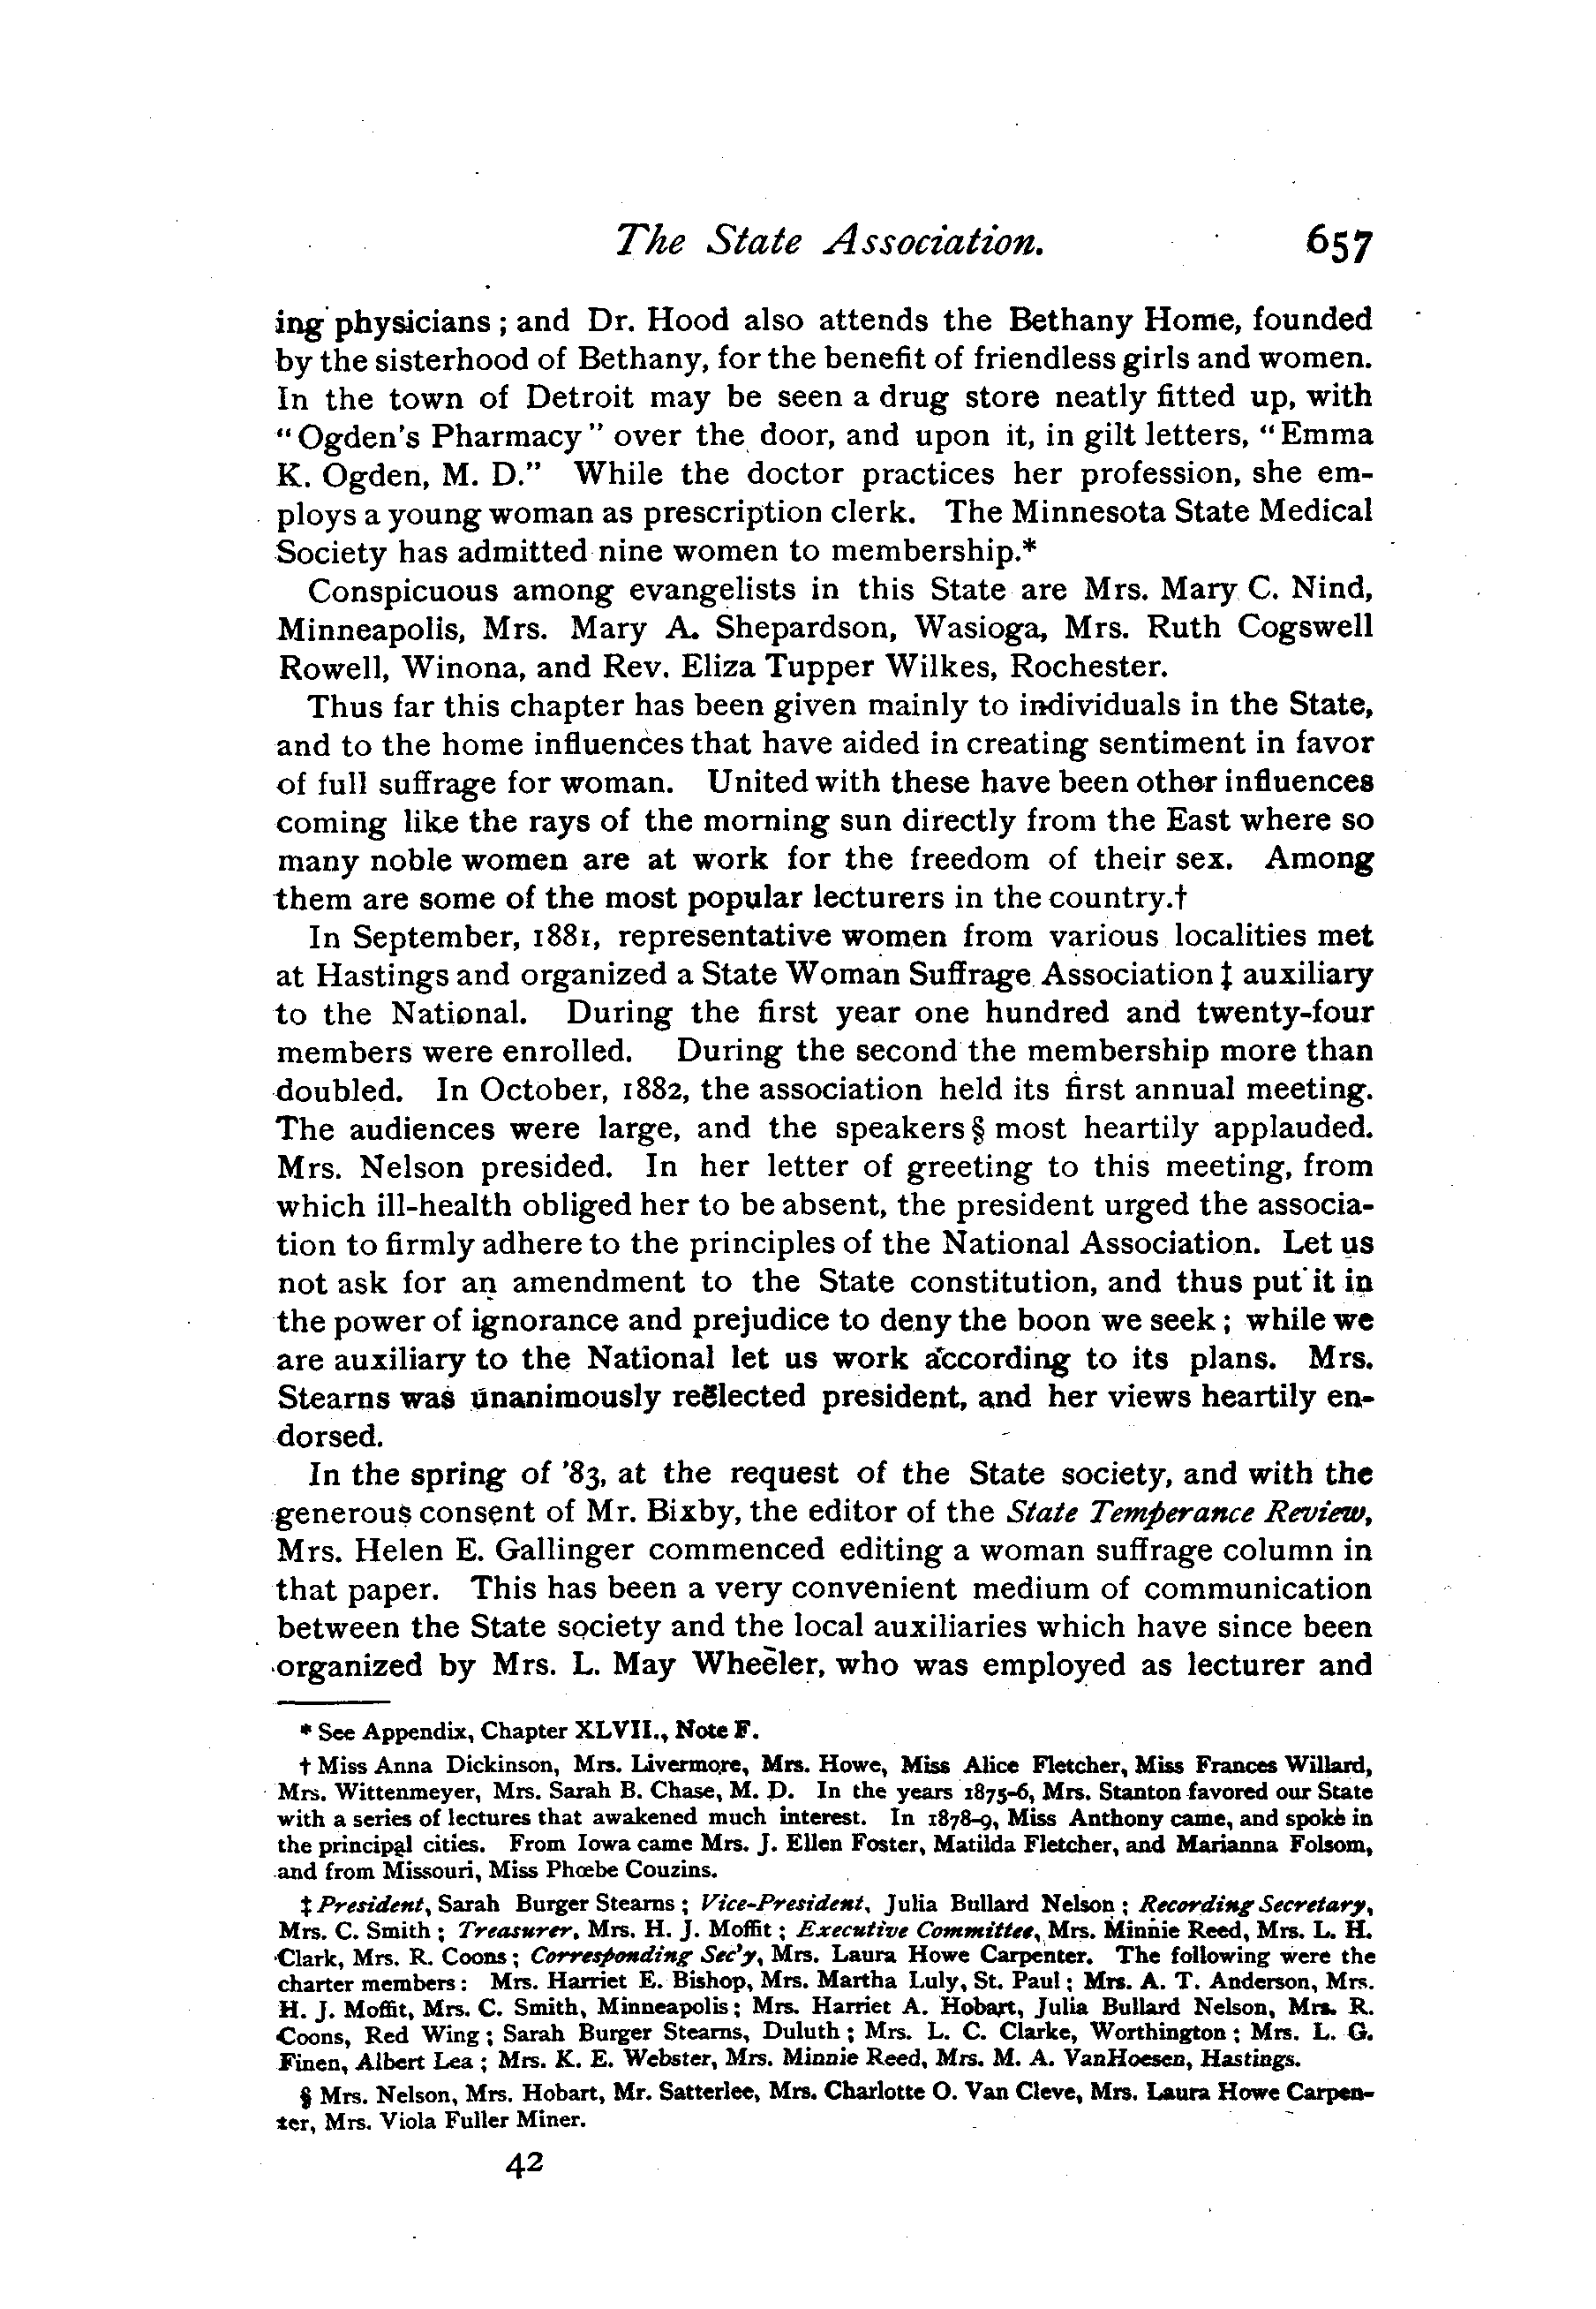 The State Association. 657
ing physicians; and Dr. Hood also attends the Bethany Home, founded
by the sisterhood of Bethany, for the benefit of friendless girls and women.
In the town of Detroit may be seen a drug store neatly fitted up, with
"Ogden's Pharmacy" over the door, and upon it, in gilt letters, "Emma
K. Ogden, M. D." While the doctor practices her profession, she em-
ploys a young woman as prescription clerk. The Minnesota State Medical
Society has admitted nine women to membership.*
Conspicuous among evangelists in this State are Mrs. Mary C. Nind,
Minneapolis, Mrs. Mary A. Shepardson, Wasioga, Mrs. Ruth Cogswell
Rowell, Winona, and Rev. Eliza Tupper Wilkes, Rochester.
Thus far this chapter has been given mainly to individuals in the State,
and to the home influences that have aided in creating sentiment in favor
of full suffrage for woman. United with these have been other influences
coming like the rays of the morning sun directly from the East where so
many noble women are at work for the freedom of their sex. Among
them are some of the most popular lecturers in the country.†
In September, 1881, representative women from various localities met
at Hastings and organized a State Woman Suffrage Association ‡ auxiliary
to the National. During the first year one hundred and twenty-four
members were enrolled. During the second the membership more than
doubled. In October, 1882, the association held its first annual meeting.
The audiences were large, and the speakers § most heartily applauded.
Mrs. Nelson presided. In her letter of greeting to this meeting, from
which ill-health obliged her to be absent, the president urged the associa-
tion to firmly adhere to the principles of the National Association. Let us
not ask for an amendment to the State constitution, and thus put it in
the power of ignorance and prejudice to deny the boon we seek; while we
are auxiliary to the National let us work according to its plans. Mrs.
Stearns was unanimously reëlected president, and her views heartily en-
dorsed.
In the spring of '83, at the request of the State society, and with the
generous consent of Mr. Bixby, the editor of the State Temperance Review,
Mrs. Helen E. Gallinger commenced editing a woman suffrage column in
that paper. This has been a very convenient medium of communication
between the State society and the local auxiliaries which have since been
organized by Mrs. L. May Wheeler, who was employed as lecturer and
* See Appendix, Chapter XLVII., Note F.
† Miss Anna Dickinson, Mrs. Livermore, Mrs. Howe, Miss Alice Fletcher, Miss Frances Willard,
Mrs. Wittenmeyer, Mrs. Sarah B. Chase, M. D. In the years 1875-6, Mrs. Stanton favored our State
with a series of lectures that awakened much interest. In 1878-9, Miss Anthony came, and spoke in
the principal cities. From Iowa came Mrs. J. Ellen Foster, Matilda Fletcher, and Marianna Folsom,
and from Missouri, Miss Phœbe Couzins.
‡ President, Sarah Burger Stearns; Vice-President, Julia Bullard Nelson; Recording Secretary,
Mrs. C. Smith; Treasurer, Mrs. H. J. Moffit; Executive Committee, Mrs. Minnie Reed, Mrs. L. H.
Clark, Mrs. R. Coons; Corresponding Sec'y, Mrs. Laura Howe Carpenter. The following were the
charter members: Mrs. Harriet E. Bishop, Mrs. Martha Luly, St. Paul; Mrs. A. T. Anderson, Mrs.
H. J. Moffit, Mrs. C. Smith, Minneapolis; Mrs. Harriet A. Hobart, Julia Bullard Nelson, Mrs. R.
Coons, Red Wing; Sarah Burger Stearns, Duluth; Mrs. L. C. Clarke, Worthington; Mrs. L. G.
Finen, Albert Lea; Mrs. K. E. Webster, Mrs. Minnie Reed, Mrs. M. A. VanHoesen, Hastings.
§ Mrs. Nelson, Mrs. Hobart, Mr. Satterlee, Mrs. Charlotte O. Van Cleve, Mrs. Laura Howe Carpen-
ter, Mrs. Viola Fuller Miner.
42